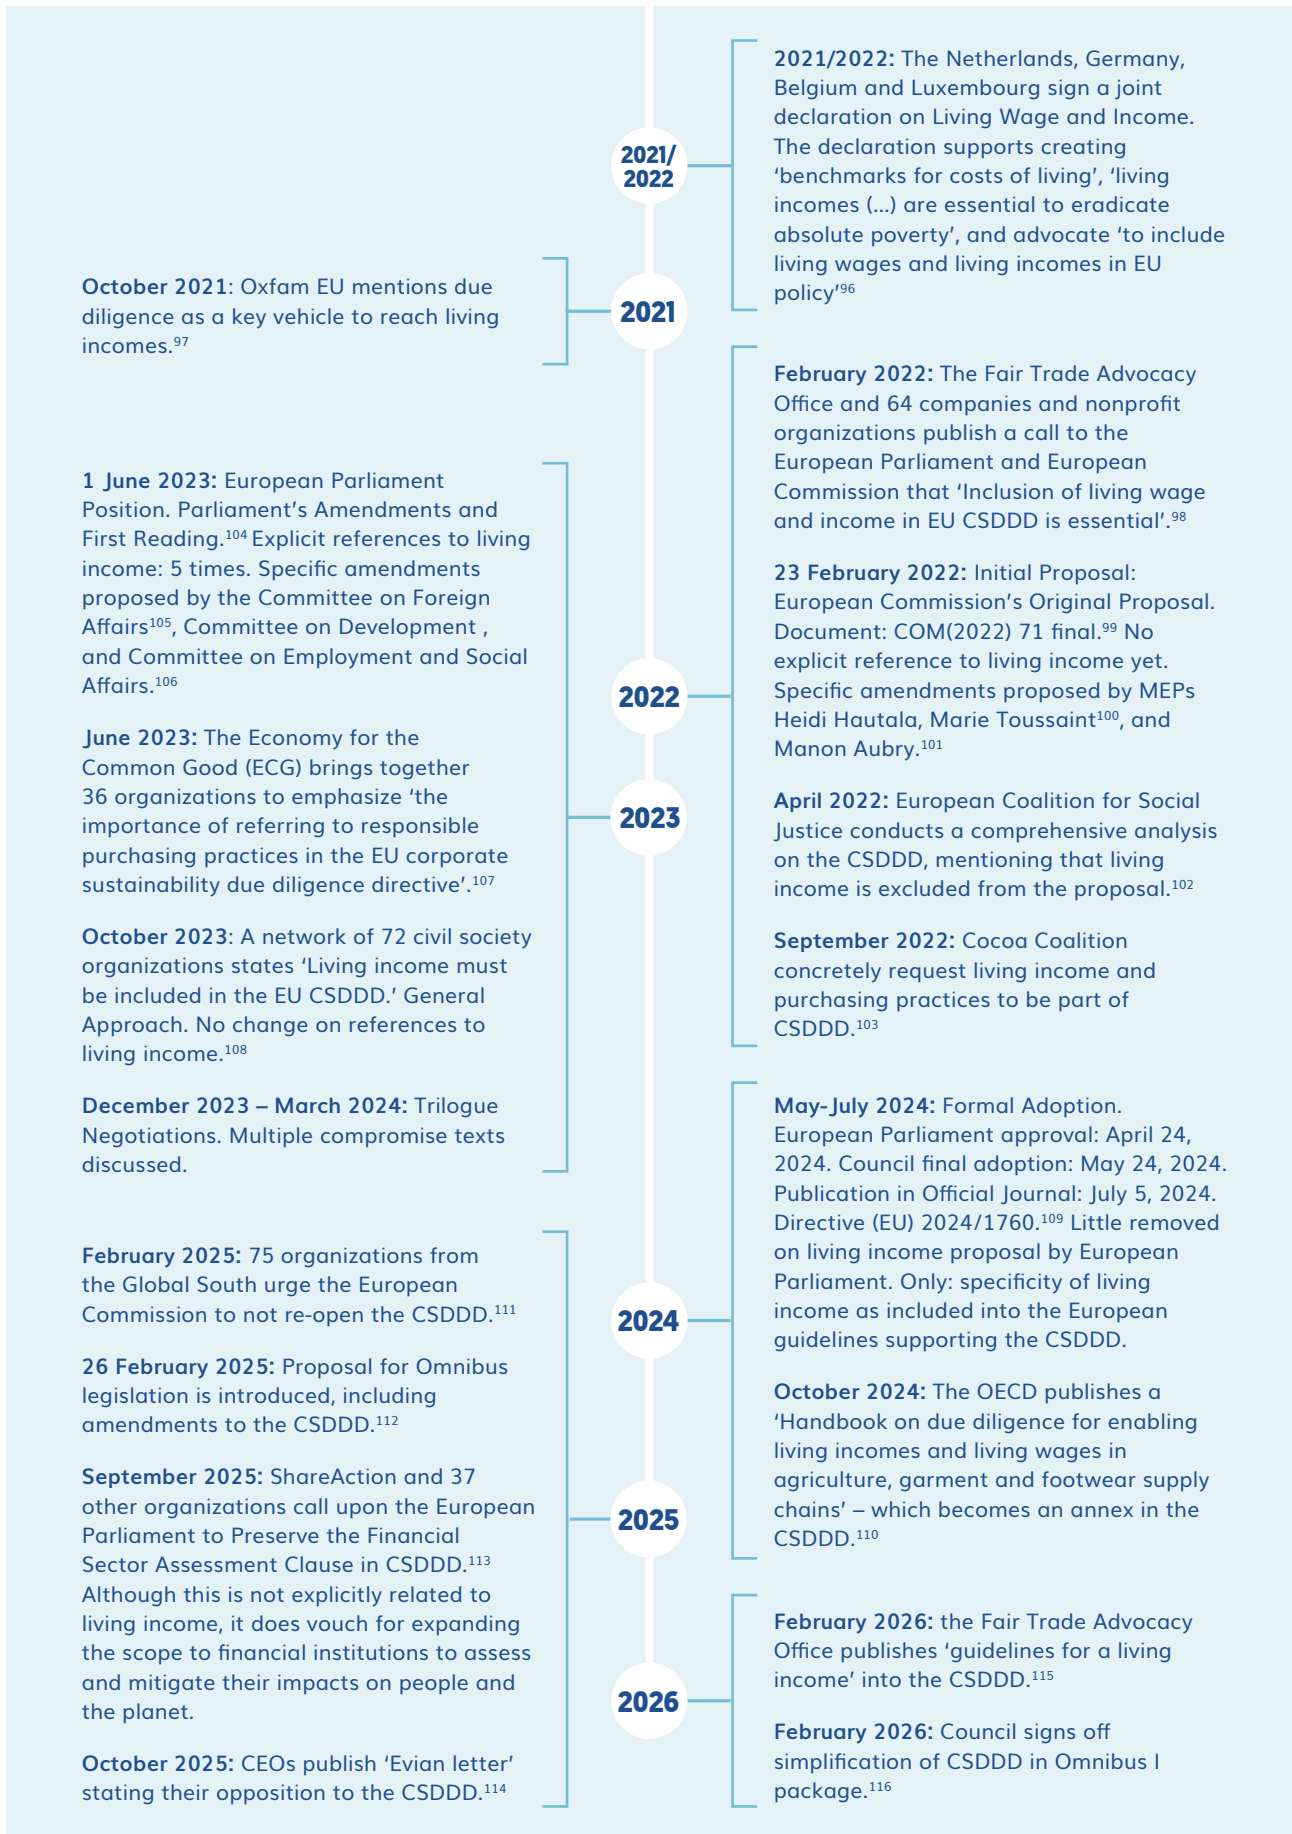 2021/
2022
2021/2022: The Netherlands, Germany,
Belgium and Luxembourg sign a joint
declaration on Living Wage and Income.
The declaration supports creating
‘benchmarks for costs of living’, ‘living
incomes (...) are essential to eradicate
absolute poverty’, and advocate ‘to include
living wages and living incomes in EU
policy’96
2021
October 2021: Oxfam EU mentions due
diligence as a key vehicle to reach living
incomes.97
2022
February 2022: The Fair Trade Advocacy
Office and 64 companies and nonprofit
organizations publish a call to the
European Parliament and European
Commission that ‘Inclusion of living wage
and income in EU CSDDD is essential’.98
23 February 2022: Initial Proposal:
European Commission’s Original Proposal.
Document: COM(2022) 71 final.99 No
explicit reference to living income yet.
Specific amendments proposed by MEPs
Heidi Hautala, Marie Toussaint100, and
Manon Aubry.101
April 2022: European Coalition for Social
Justice conducts a comprehensive analysis
on the CSDDD, mentioning that living
income is excluded from the proposal.102
September 2022: Cocoa Coalition
concretely request living income and
purchasing practices to be part of
CSDDD.103
2023
1 June 2023: European Parliament
Position. Parliament’s Amendments and
First Reading.104 Explicit references to living
income: 5 times. Specific amendments
proposed by the Committee on Foreign
Affairs105, Committee on Development ,
and Committee on Employment and Social
Affairs.106
June 2023: The Economy for the
Common Good (ECG) brings together
36 organizations to emphasize ‘the
importance of referring to responsible
purchasing practices in the EU corporate
sustainability due diligence directive’.107
October 2023: A network of 72 civil society
organizations states ‘Living income must
be included in the EU CSDDD.’ General
Approach. No change on references to
living income.108
December 2023 – March 2024: Trilogue
Negotiations. Multiple compromise texts
discussed.
2024
May-July 2024: Formal Adoption.
European Parliament approval: April 24,
2024. Council final adoption: May 24, 2024.
Publication in Official Journal: July 5, 2024.
Directive (EU) 2024/1760.109 Little removed
on living income proposal by European
Parliament. Only: specificity of living
income as included into the European
guidelines supporting the CSDDD.
October 2024: The OECD publishes a
‘Handbook on due diligence for enabling
living incomes and living wages in
agriculture, garment and footwear supply
chains’ – which becomes an annex in the
CSDDD.110
2025
February 2025: 75 organizations from
the Global South urge the European
Commission to not re-open the CSDDD.111
26 February 2025: Proposal for Omnibus
legislation is introduced, including
amendments to the CSDDD.112
September 2025: ShareAction and 37
other organizations call upon the European
Parliament to Preserve the Financial
Sector Assessment Clause in CSDDD.113
Although this is not explicitly related to
living income, it does vouch for expanding
the scope to financial institutions to assess
and mitigate their impacts on people and
the planet.
October 2025: CEOs publish ‘Evian letter’
stating their opposition to the CSDDD.114
2026
February 2026: the Fair Trade Advocacy
Office publishes ‘guidelines for a living
income’ into the CSDDD.115
February 2026: Council signs off
simplification of CSDDD in Omnibus I
package.116